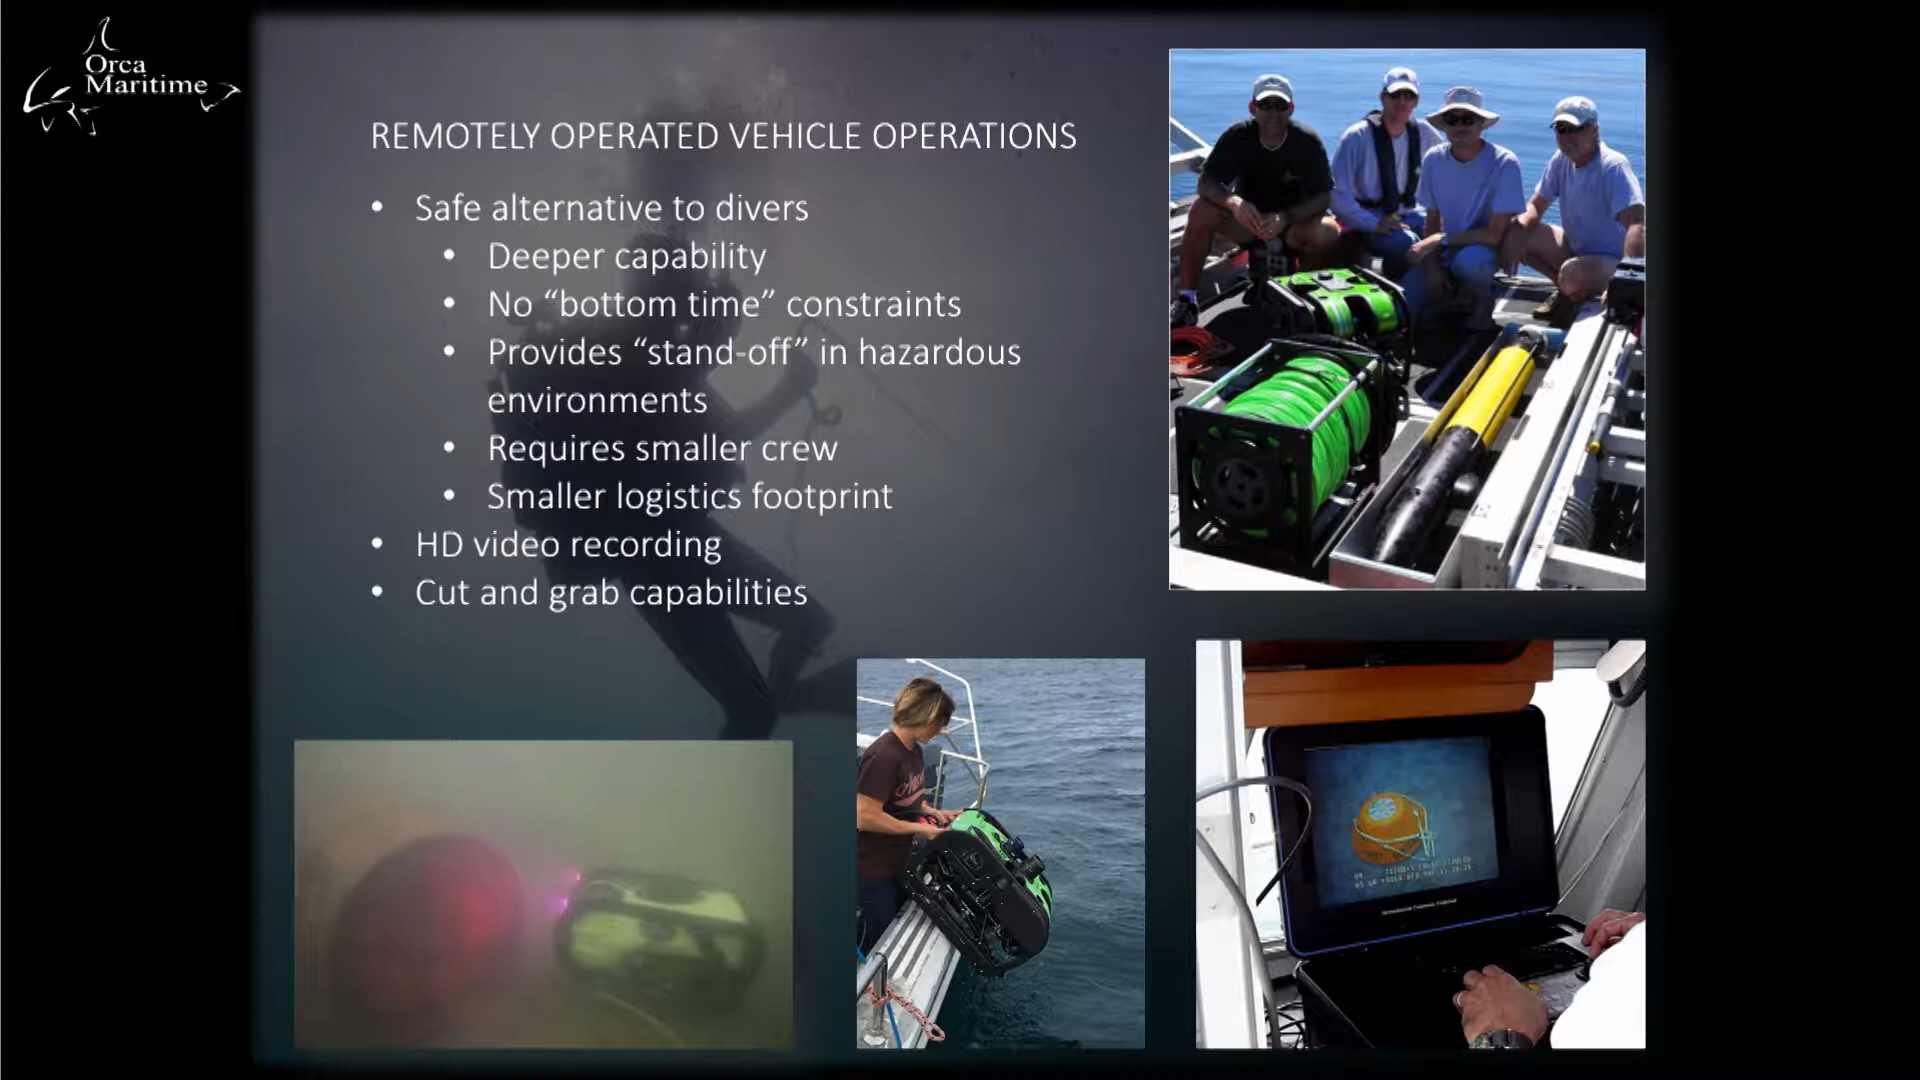 Orca
Maritime
REMOTELY OPERATED VEHICLE OPERATIONS
• Safe alternative to divers
• Deeper capability
• No “bottom time” constraints
• Provides “stand-off” in hazardous
environments
• Requires smaller crew
• Smaller logistics footprint
• HD video recording
• Cut and grab capabilities